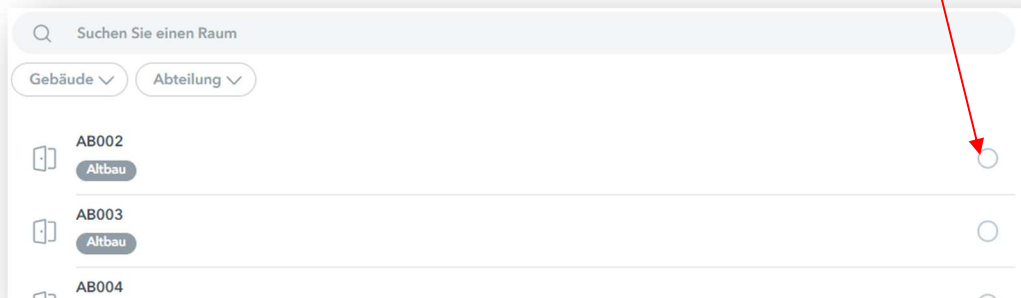 Suchen Sie einen Raum
Gebäude Abteilung
AB002
Altbau
AB003
Altbau
AB004